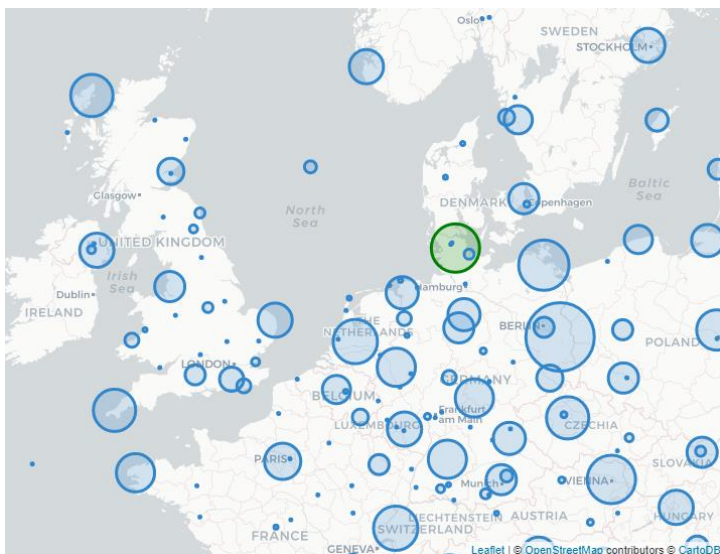 Oslo
SWEDEN
STOCKHOLM
Glasgow
North
Sea
DENMARK
Copenhagen
Baltic
Sea
UNITED KINGDOM
Irish
Sea
Dublin
IRELAND
Hamburg
THE
NETHERLANDS
BERLIN
POLAND
LONDON
BELGIUM
GERMANY
Frankfurt
am Main
LUXEMBOURG
CZECHIA
PARIS
SLOVAKIA
Munich
VIENNA
LIECHTENSTEIN
AUSTRIA
HUNGARY
FRANCE
SWITZERLAND
GENEVA
Leaflet | © OpenStreetMap contributors © CartoDB